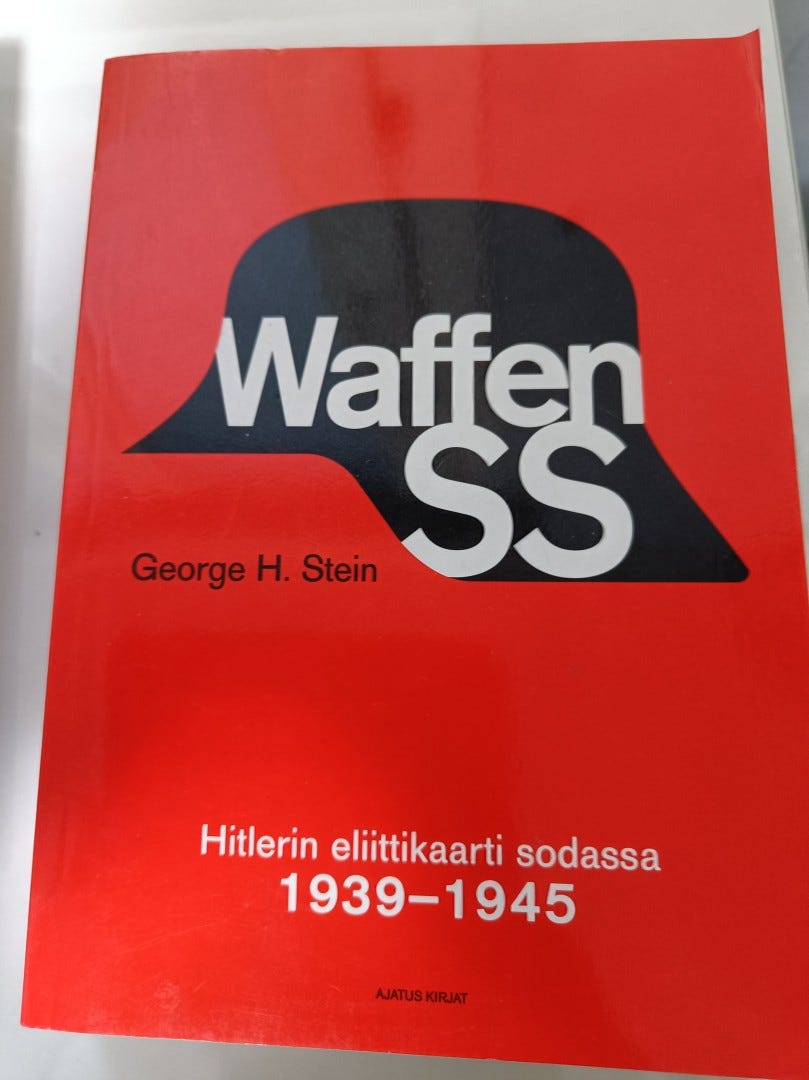 Waffen
SS
George H. Stein
Hitlerin eliittikaarti sodassa
1939–1945
AJATUS KIRJAT